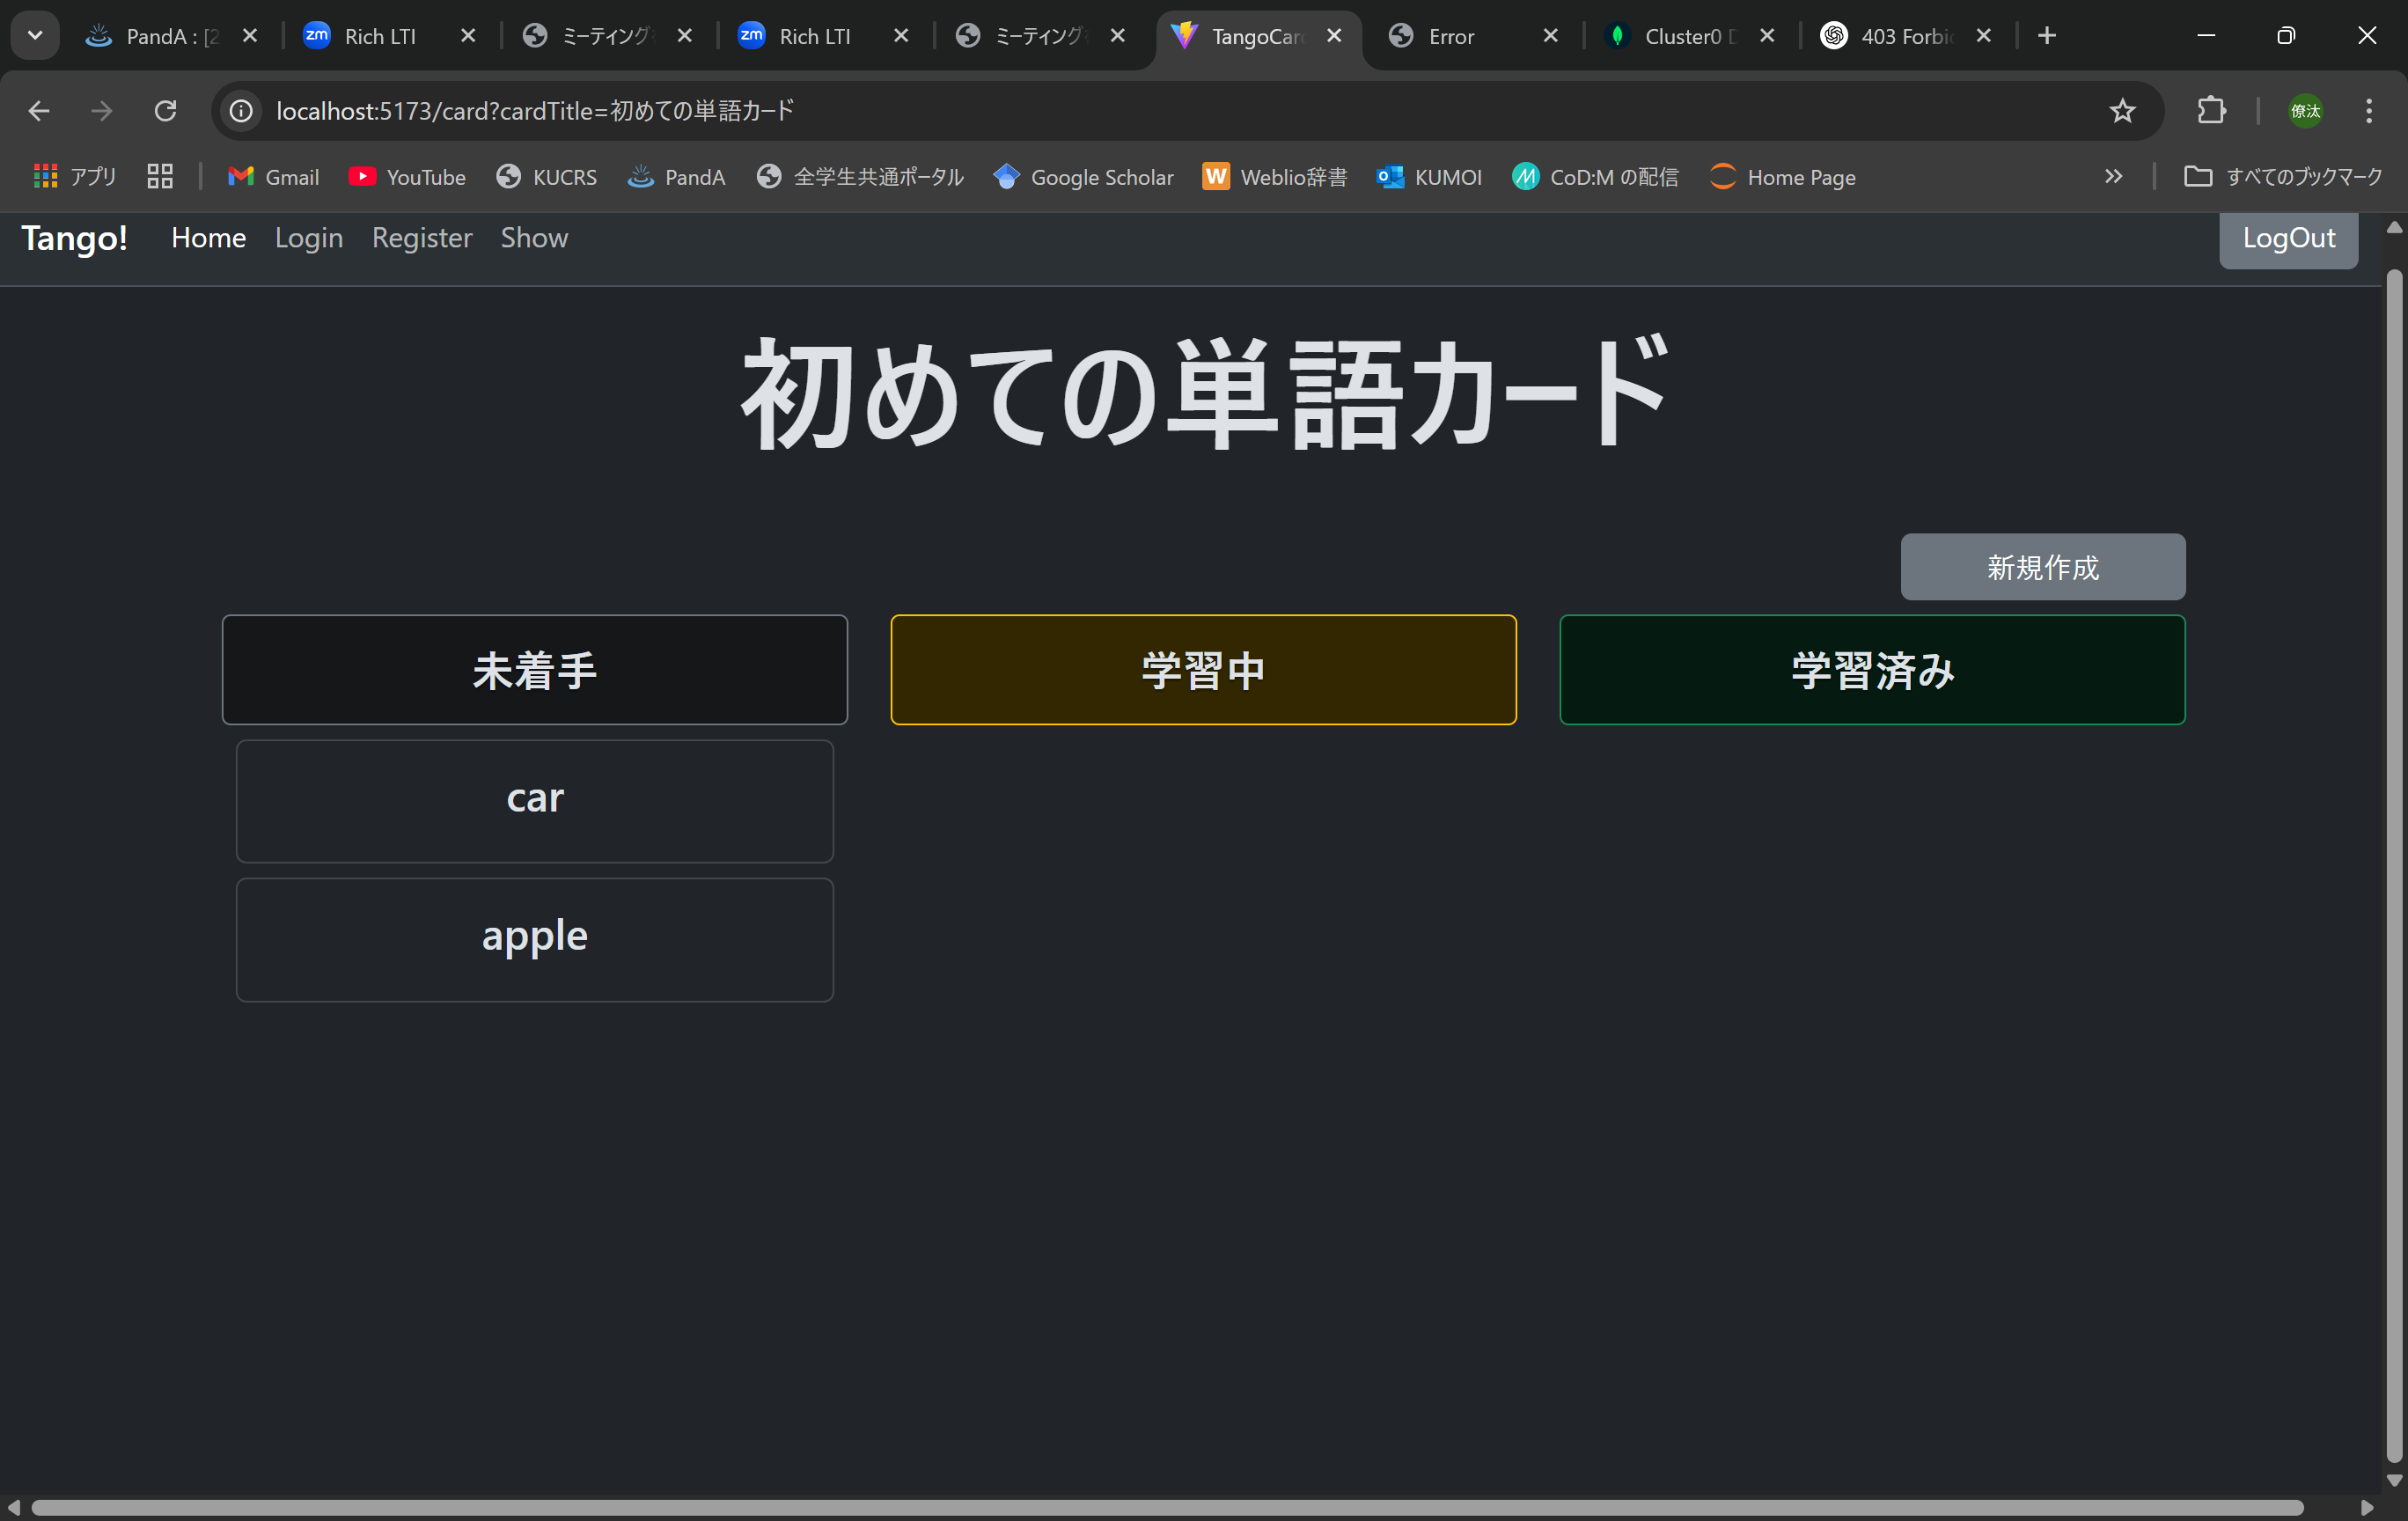 PandA : [2
Rich LTI
ミーティング
Rich LTI
ミーティング
TangoCar
Error
Cluster0 D
403 Forbi
localhost:5173/card?cardTitle=初めての単語カード
僚汰
アプリ
Gmail
YouTube
KUCRS
PandA
全学生共通ポータル
Google Scholar
Weblio辞書
KUMOI
CoD:M の配信
Home Page
すべてのブックマーク
Tango!
Home
Login
Register
Show
LogOut
初めての単語カード
新規作成
未着手
学習中
学習済み
car
apple